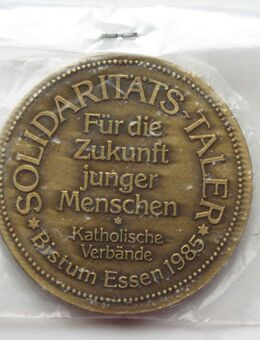 SOLIDARITÄTS-TALER
Für die
Zukunft
junger
Menschen
Katholische
Verbände
Bistum Essen 1985